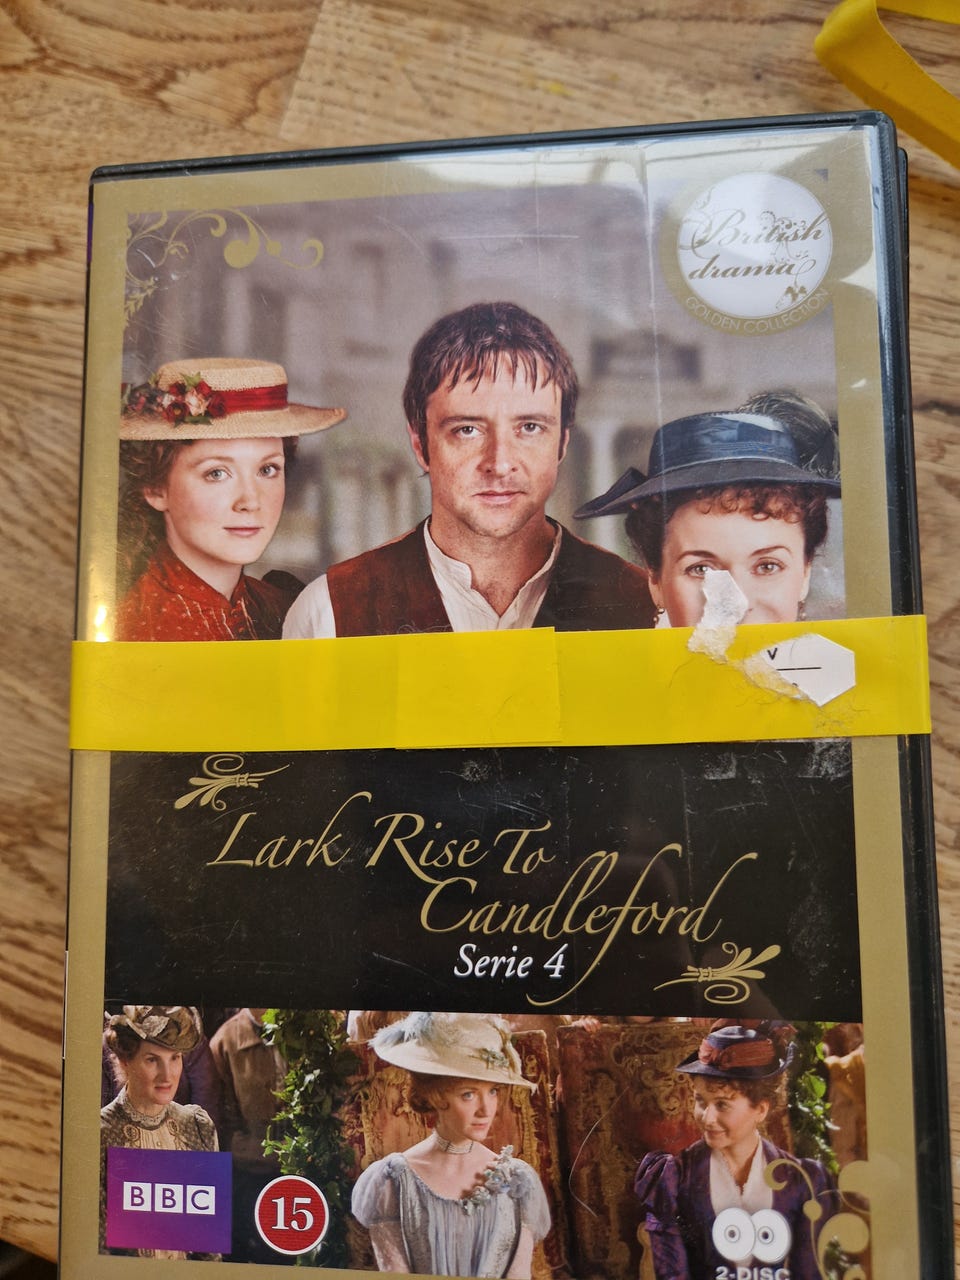 British
drama
GOLDEN COLLECTION
V
Lark Rise To
Candleford
Serie 4
BBC
15
2-DISC